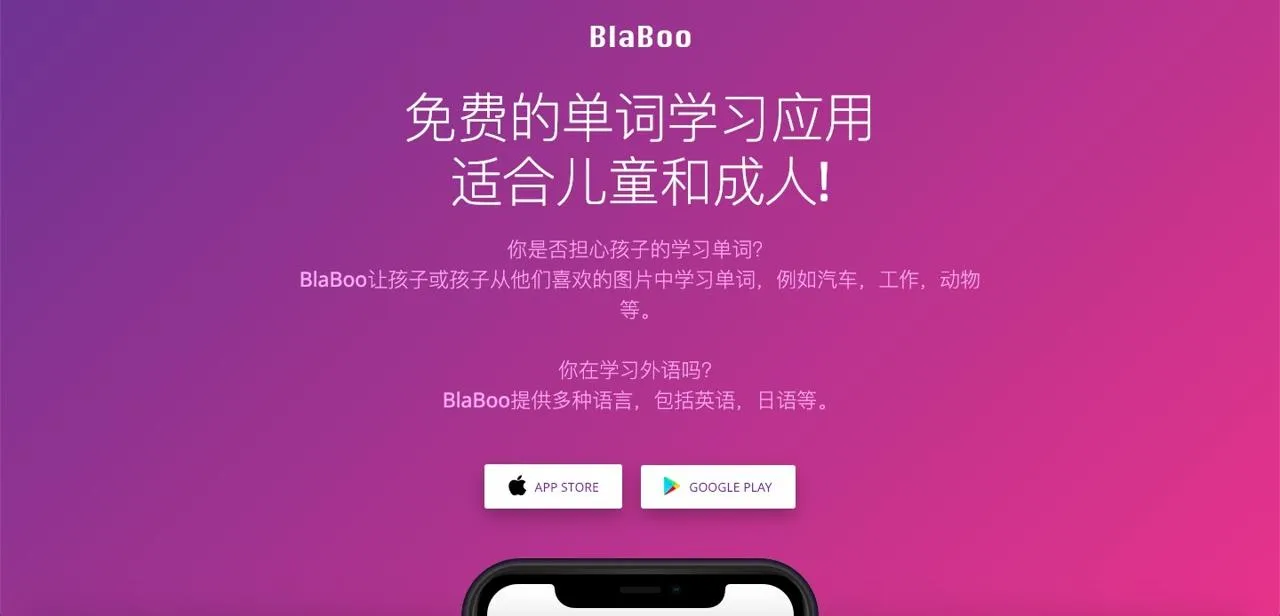 BlaBoo
免费的单词学习应用
适合儿童和成人!
你是否担心孩子的学习单词?
BlaBoo让孩子或孩子从他们喜欢的图片中学习单词，例如汽车，工作，动物
等。
你在学习外语吗?
BlaBoo提供多种语言，包括英语，日语等。
APP STORE
GOOGLE PLAY